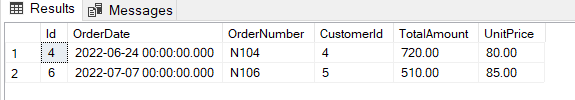 Results Messages
Id OrderDate OrderNumber CustomerId TotalAmount UnitPrice
1 4 2022-06-24 00:00:00.000 N104 4 720.00 80.00
2 6 2022-07-07 00:00:00.000 N106 5 510.00 85.00